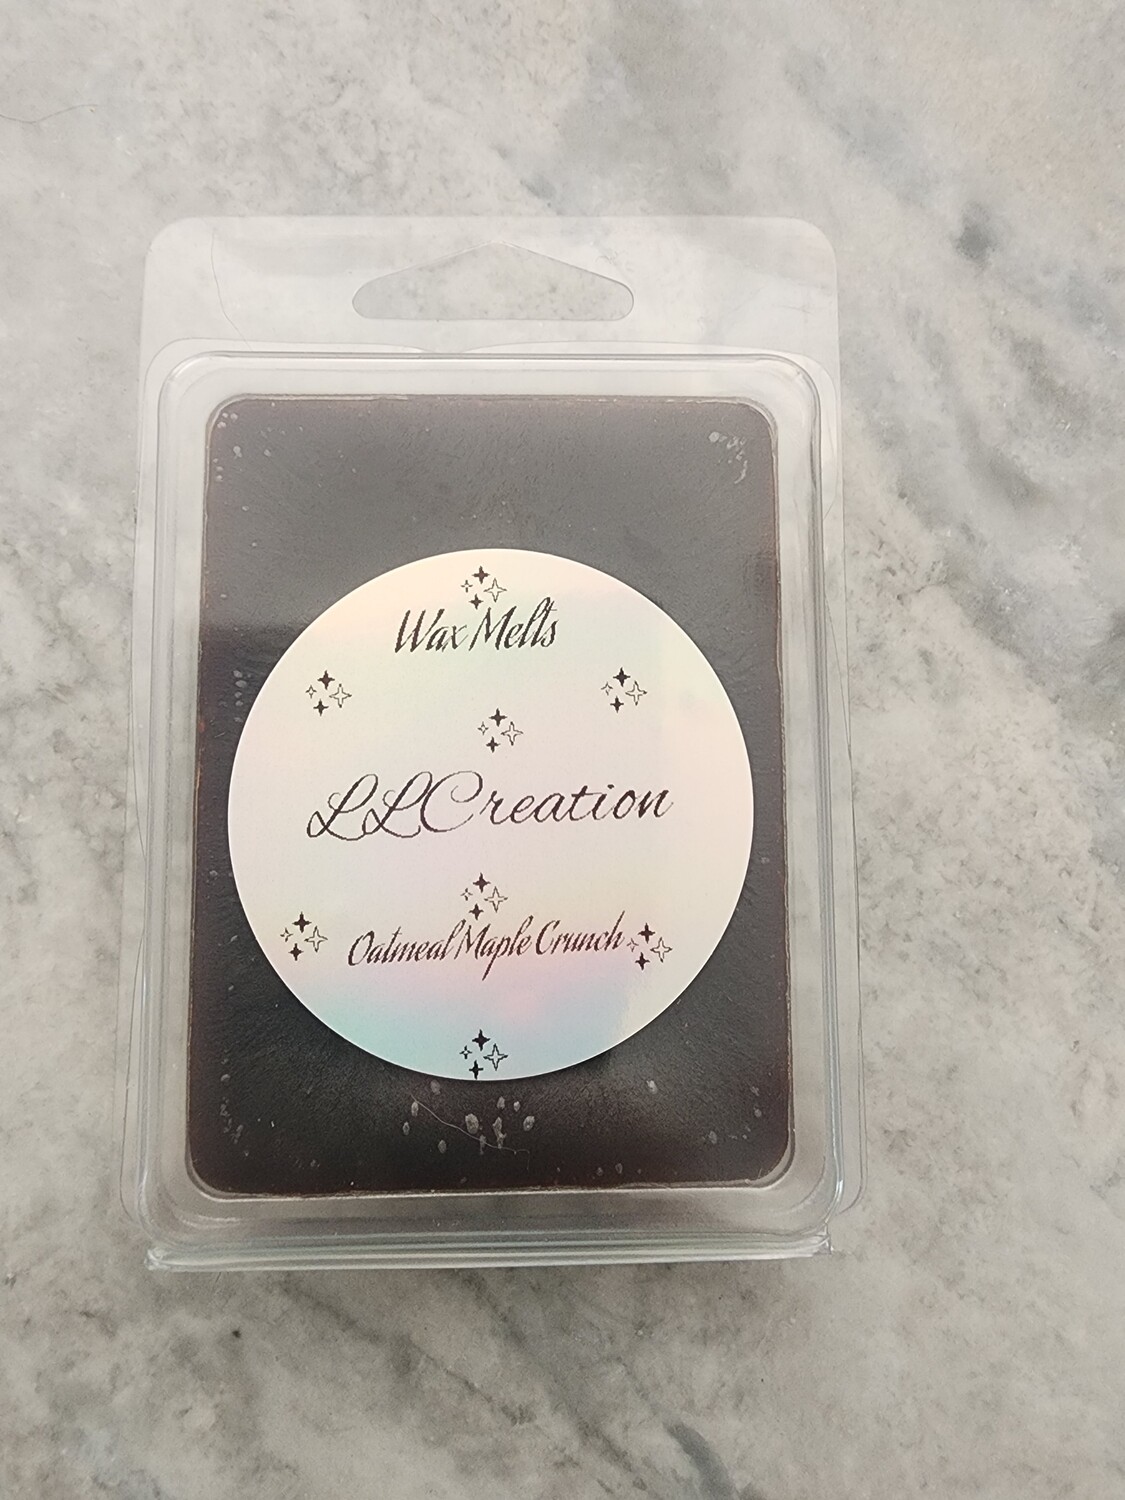 Wax Melts
LLCreation
Oatmeal Maple Crunch